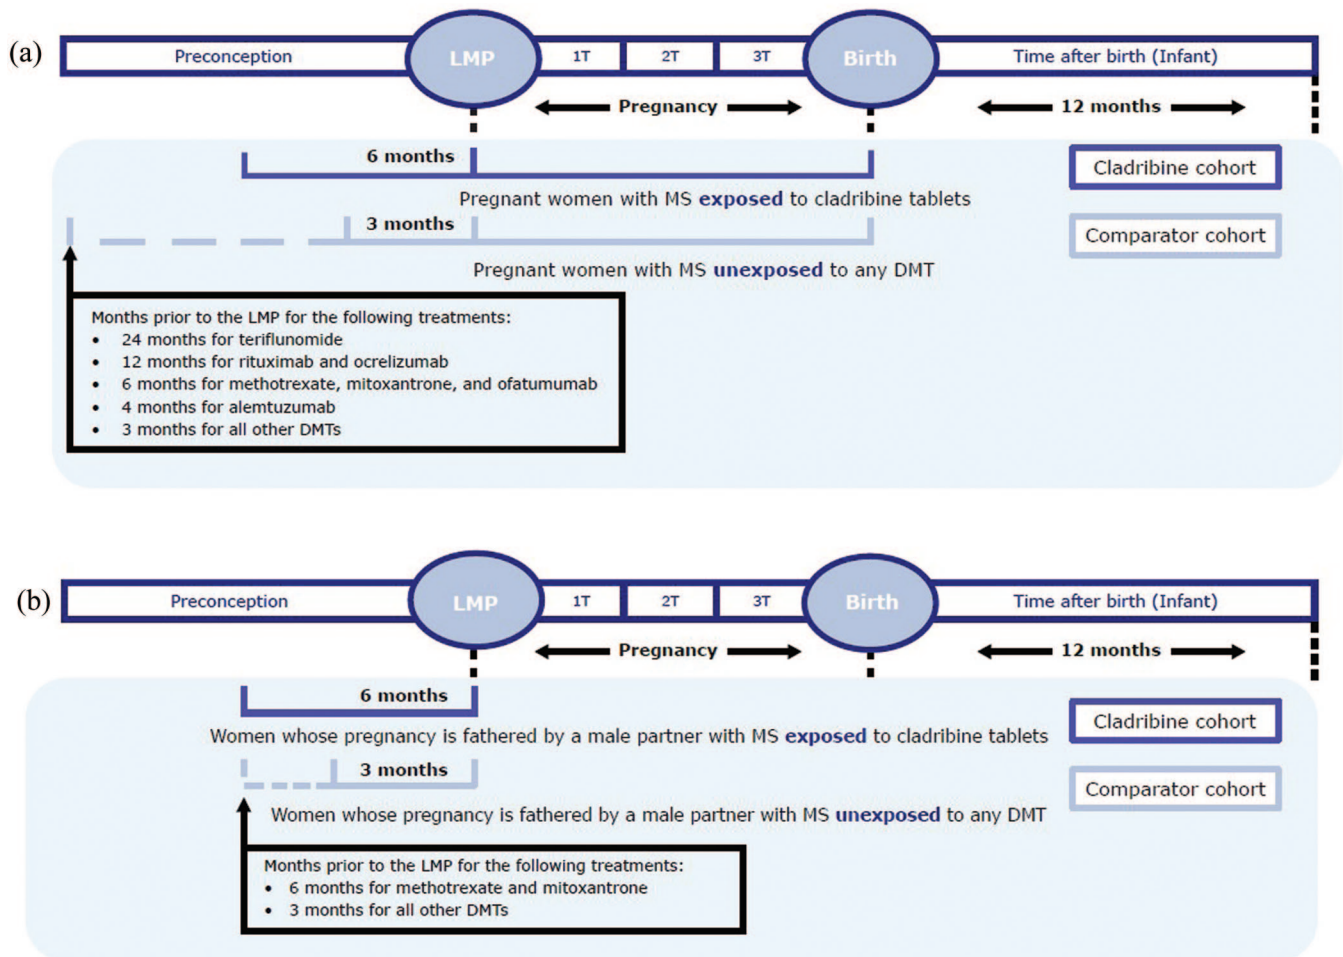 (a)
Preconception
LMP
1T
2T
3T
Birth
Time after birth (Infant)
Pregnancy
12 months
6 months
Cladribine cohort
Pregnant women with MS exposed to cladribine tablets
3 months
Comparator cohort
Pregnant women with MS unexposed to any DMT
Months prior to the LMP for the following treatments:
• 24 months for teriflunomide
• 12 months for rituximab and ocrelizumab
• 6 months for methotrexate, mitoxantrone, and ofatumumab
• 4 months for alemtuzumab
• 3 months for all other DMTs
(b)
Preconception
LMP
1T
2T
3T
Birth
Time after birth (Infant)
Pregnancy
12 months
6 months
Cladribine cohort
Women whose pregnancy is fathered by a male partner with MS exposed to cladribine tablets
3 months
Comparator cohort
Women whose pregnancy is fathered by a male partner with MS unexposed to any DMT
Months prior to the LMP for the following treatments:
• 6 months for methotrexate and mitoxantrone
• 3 months for all other DMTs